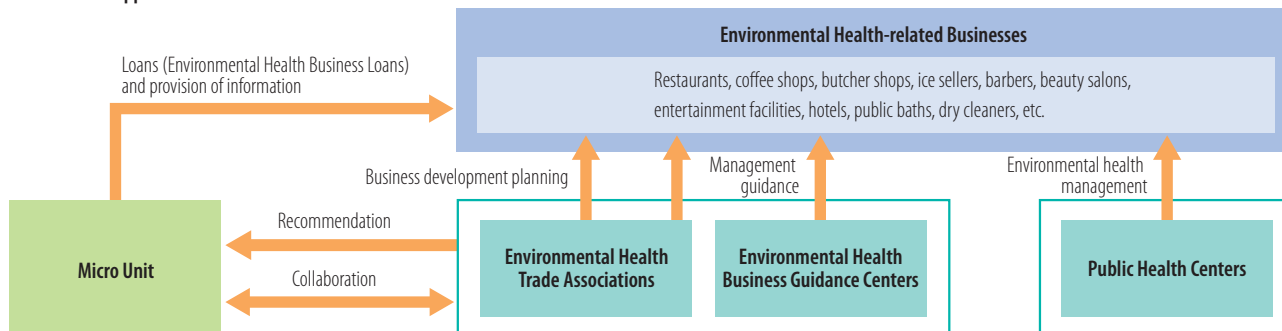 Environmental Health-related Businesses
Loans (Environmental Health Business Loans)
and provision of information
Restaurants, coffee shops, butcher shops, ice sellers, barbers, beauty salons,
entertainment facilities, hotels, public baths, dry cleaners, etc.
Business development planning
Management
guidance
Environmental health
management
Recommendation
Micro Unit
Collaboration
Environmental Health
Trade Associations
Environmental Health
Business Guidance Centers
Public Health Centers